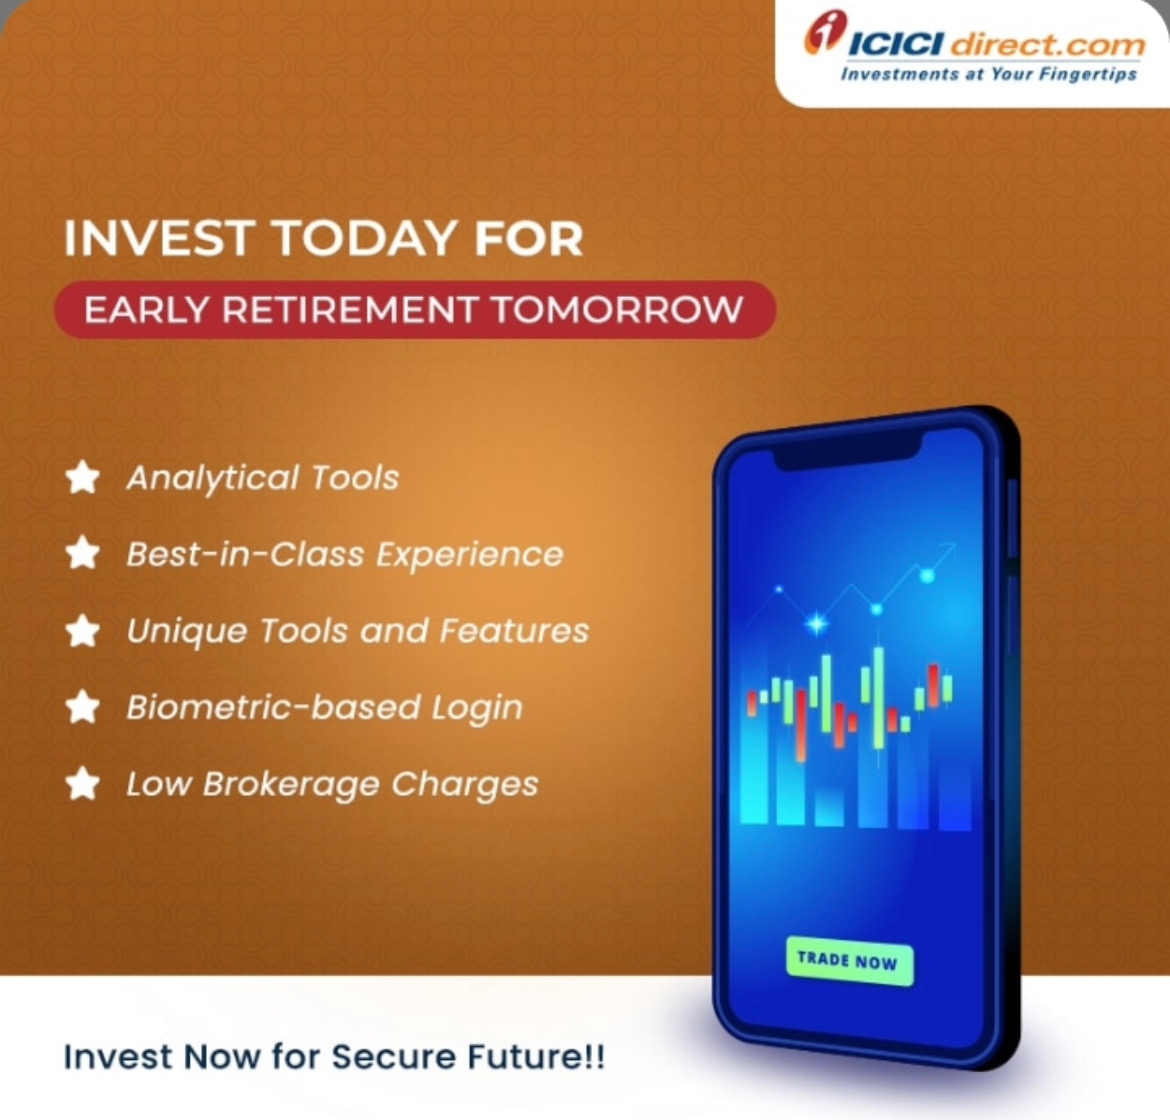 ICICI direct.com
Investments at Your Fingertips
INVEST TODAY FOR
EARLY RETIREMENT TOMORROW
Analytical Tools
Best-in-Class Experience
Unique Tools and Features
Biometric-based Login
Low Brokerage Charges
TRADE NOW
Invest Now for Secure Future!!